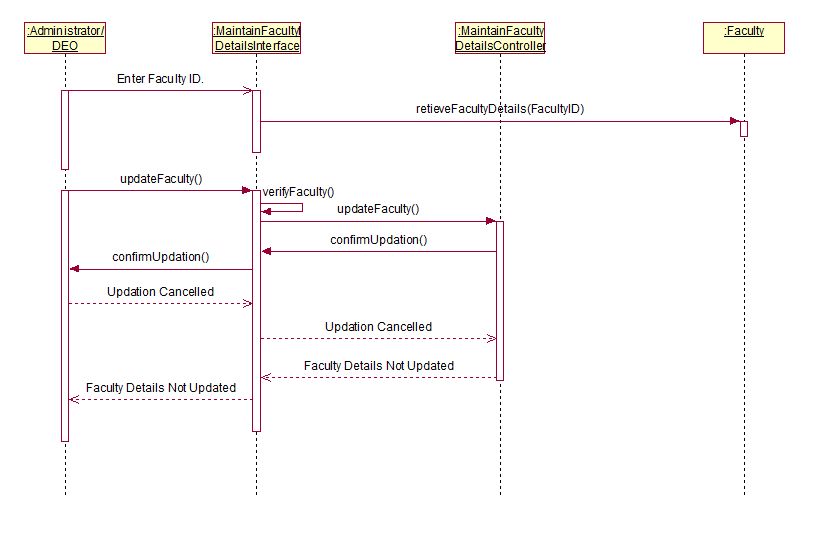 :Administrator/
DEO
:MaintainFaculty
DetailsInterface
:MaintainFaculty
DetailsController
:Faculty
Enter Faculty ID.
retieveFacultyDetails(FacultyID)
updateFaculty()
verifyFaculty()
updateFaculty()
confirmUpdation()
confirmUpdation()
Updation Cancelled
Updation Cancelled
Faculty Details Not Updated
Faculty Details Not Updated